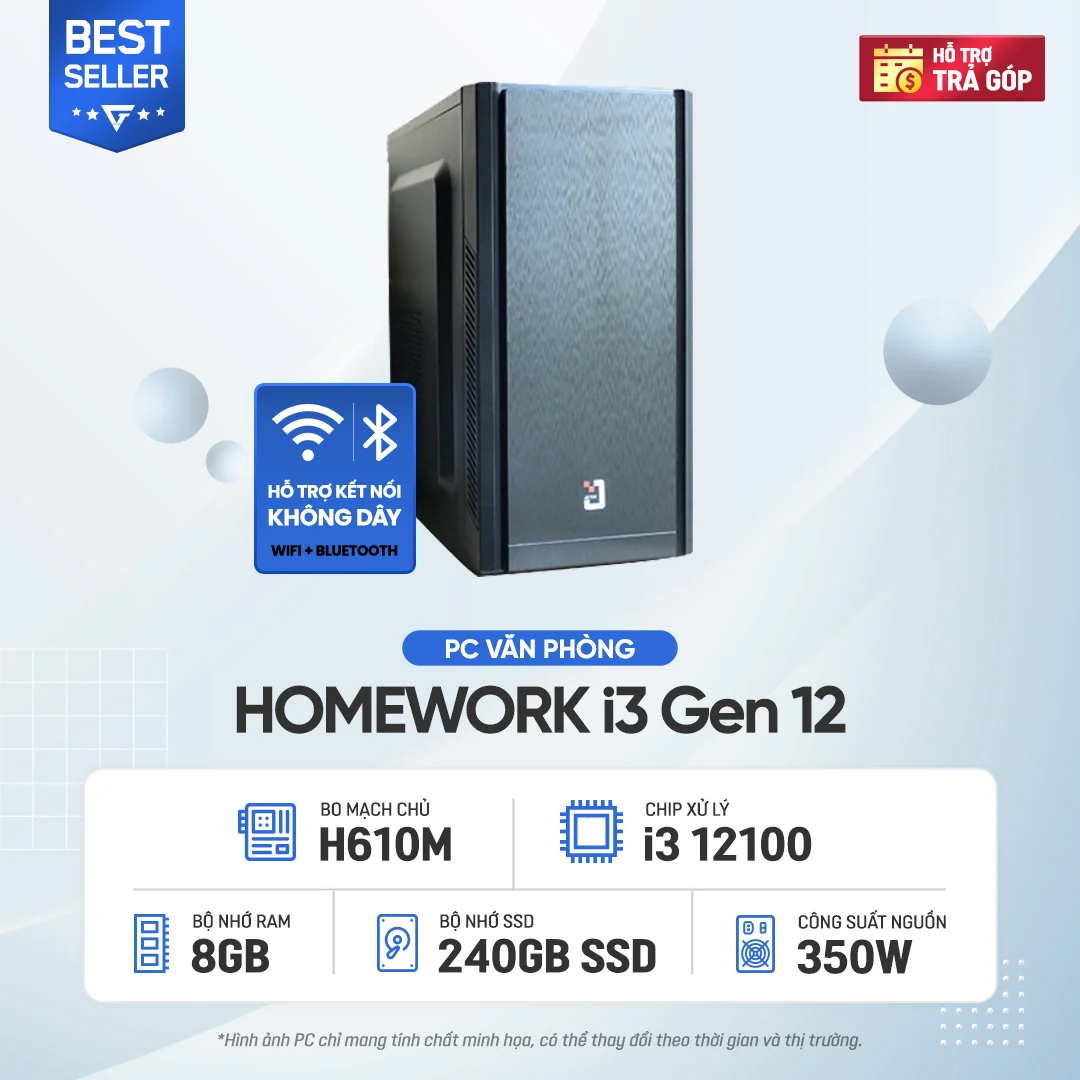 BEST
SELLER
HỖ TRỢ
TRẢ GÓP
HỖ TRỢ KẾT NỐI
KHÔNG DÂY
WIFI + BLUETOOTH
PC VĂN PHÒNG
HOMEWORK i3 Gen 12
BO MẠCH CHỦ
H610M
CHIP XỬ LÝ
i3 12100
BỘ NHỚ RAM
8GB
BỘ NHỚ SSD
240GB SSD
CÔNG SUẤT NGUỒN
350W
*Hình ảnh PC chỉ mang tính chất minh họa, có thể thay đổi theo thời gian và thị trường.